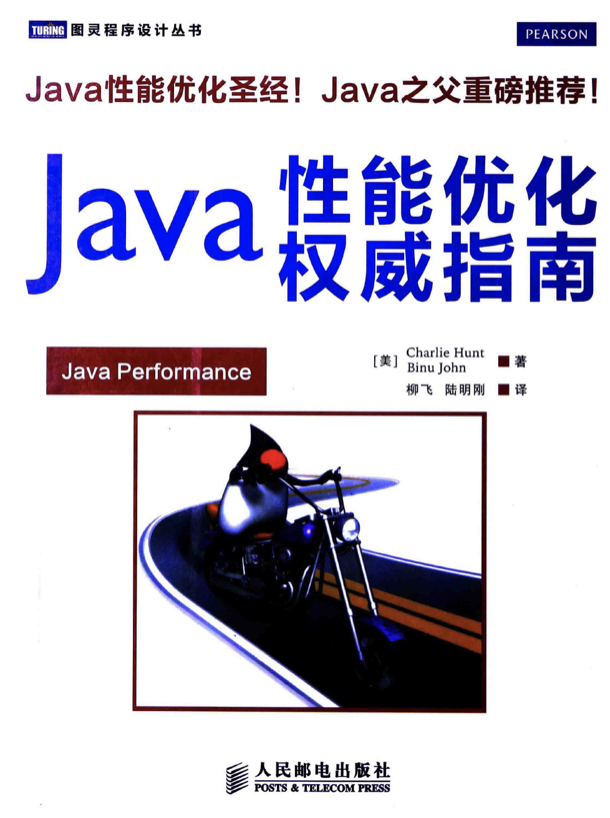 TURING 图灵程序设计丛书
PEARSON
Java性能优化圣经！Java之父重磅推荐！
Java 性能优化
权威指南
Java Performance
[美] Charlie Hunt
Binu John ■ 著
柳飞 陆明刚 ■ 译
人民邮电出版社
POSTS & TELECOM PRESS